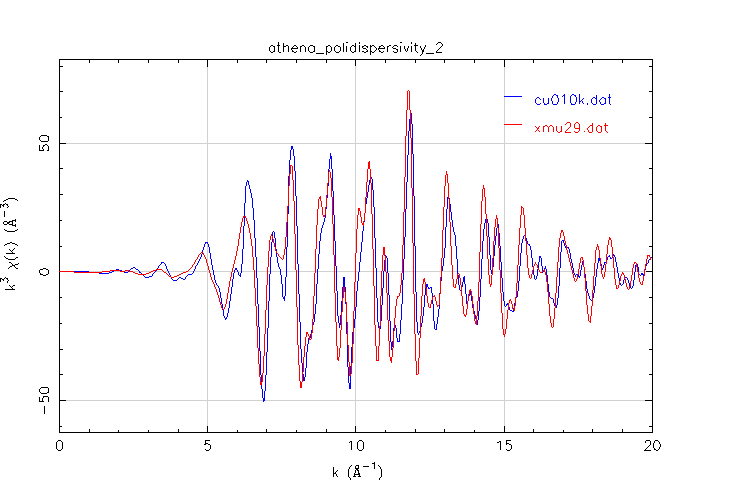 athena_polidispersivity_2
cu010k.dat
xmu29.dat
k³ χ(k) (Å⁻³)
50
0
−50
0 5 10 15 20
k (Å⁻¹)